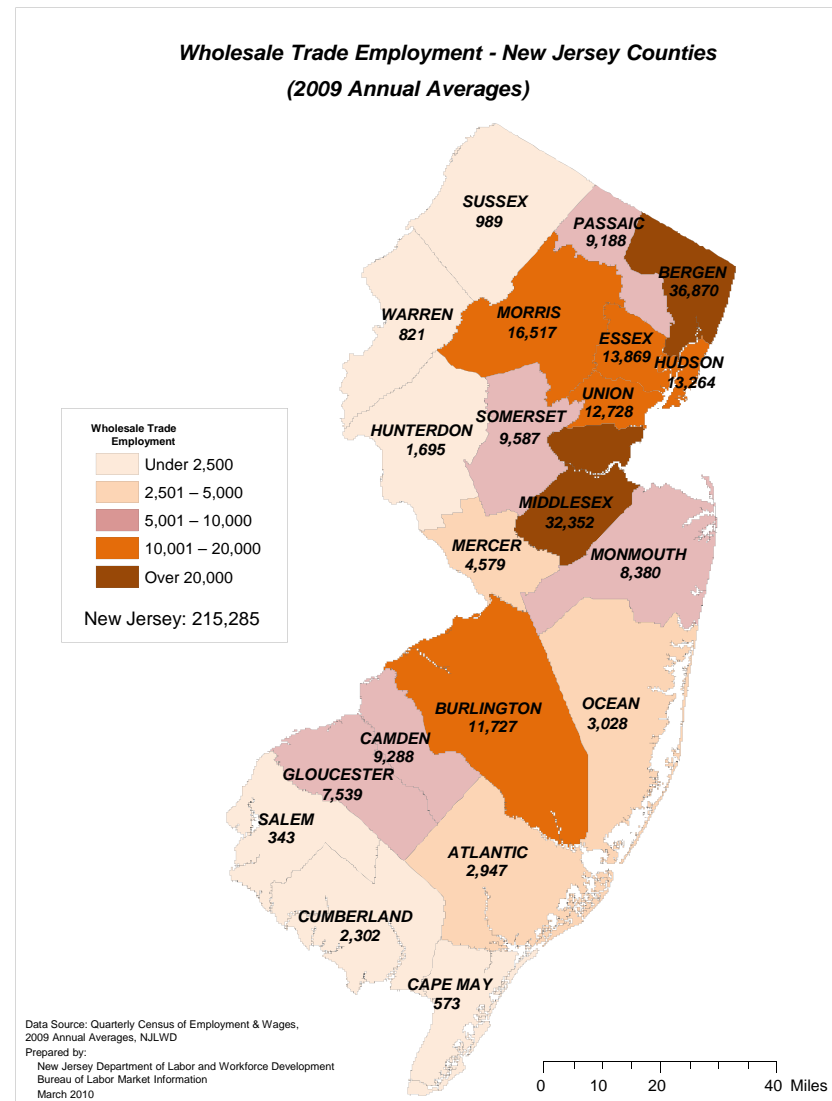 Wholesale Trade Employment - New Jersey Counties
(2009 Annual Averages)
SUSSEX
989
PASSAIC
9,188
BERGEN
36,870
WARREN
821
MORRIS
16,517
ESSEX
13,869
HUDSON
13,264
UNION
12,728
SOMERSET
9,587
HUNTERDON
1,695
MIDDLESEX
32,352
MERCER
4,579
MONMOUTH
8,380
Wholesale Trade
Employment
Under 2,500
2,501 – 5,000
5,001 – 10,000
10,001 – 20,000
Over 20,000
New Jersey: 215,285
OCEAN
3,028
BURLINGTON
11,727
CAMDEN
9,288
GLOUCESTER
7,539
SALEM
343
ATLANTIC
2,947
CUMBERLAND
2,302
CAPE MAY
573
Data Source: Quarterly Census of Employment & Wages,
2009 Annual Averages, NJLWD
Prepared by:
New Jersey Department of Labor and Workforce Development
Bureau of Labor Market Information
March 2010
0 10 20 40 Miles